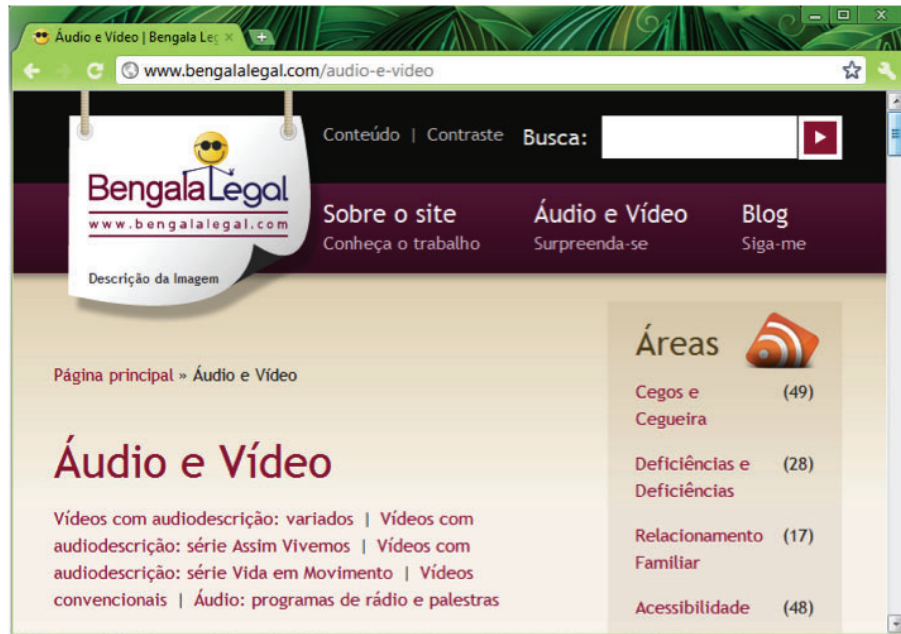 Áudio e Vídeo | Bengala Leg
www.bengalalegal.com/audio-e-video
Conteúdo | Contraste Busca:
BengalaLegal
www.bengalalegal.com
Descrição da Imagem
Sobre o site
Conheça o trabalho
Áudio e Vídeo
Surpreenda-se
Blog
Siga-me
Página principal » Áudio e Vídeo
Áudio e Vídeo
Vídeos com audiodescrição: variados | Vídeos com
audiodescrição: série Assim Vivemos | Vídeos com
audiodescrição: série Vida em Movimento | Vídeos
convencionais | Áudio: programas de rádio e palestras
Áreas
Cegos e (49)
Cegueira
Deficiências e (28)
Deficiências
Relacionamento (17)
Familiar
Acessibilidade (48)